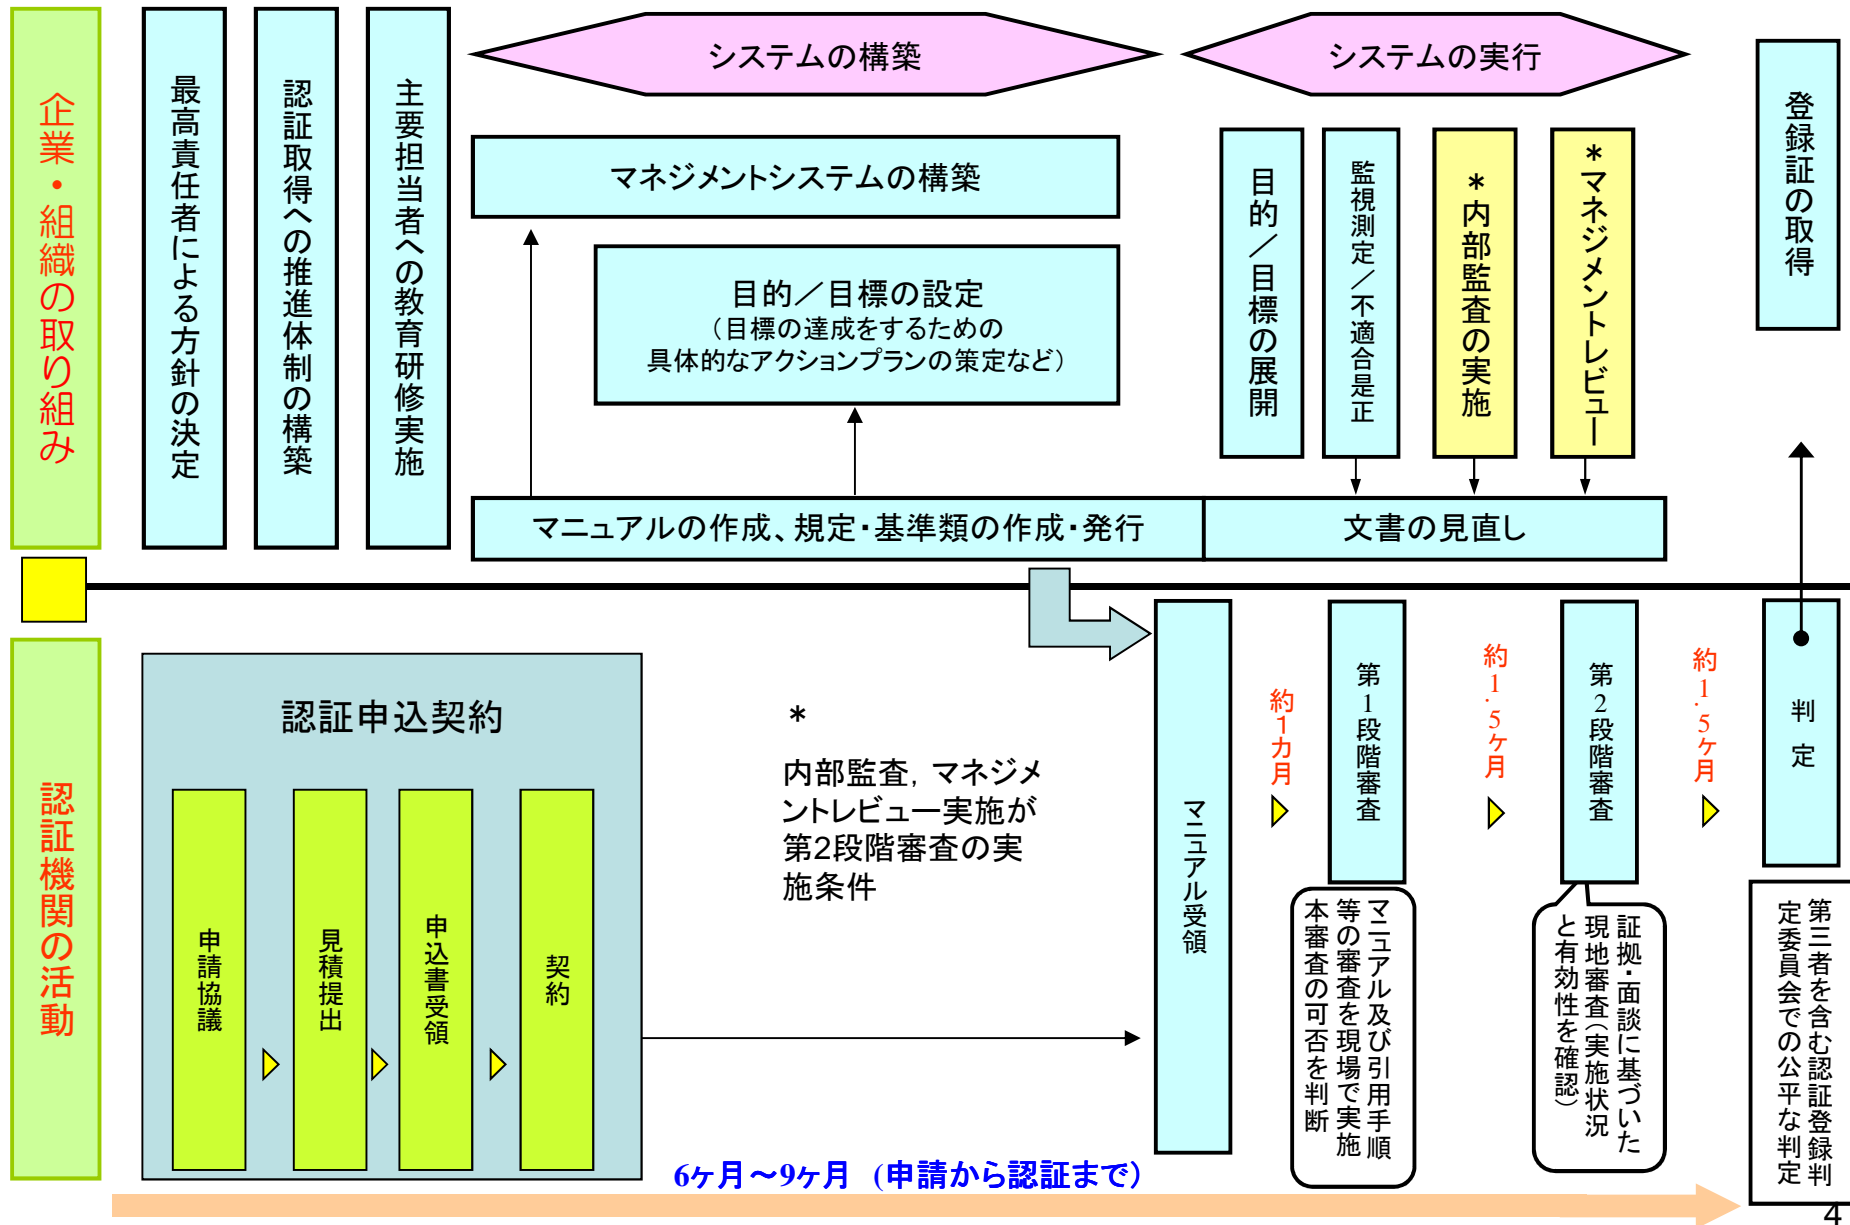 企業・組織の取り組み
最高責任者による方針の決定
認証取得への推進体制の構築
主要担当者への教育研修実施
システムの構築
マネジメントシステムの構築
目的／目標の設定
（目標の達成をするための
具体的なアクションプランの策定など）
マニュアルの作成、規定・基準類の作成・発行
システムの実行
目的／目標の展開
監視測定／不適合是正
*内部監査の実施
*マネジメントレビュー
文書の見直し
登録証の取得
認証機関の活動
認証申込契約
申請協議
見積提出
申込書受領
契約
*
内部監査，マネジメ
ントレビュー実施が
第2段階審査の実
施条件
マニュアル受領
約1カ月
第1段階審査
マニュアル及び引用手順
等の審査を現場で実施
本審査の可否を判断
約1.5ヶ月
第2段階審査
証拠・面談に基づいた
現地審査（実施状況
と有効性を確認）
約1.5ヶ月
判定
第三者を含む認証登録判
定委員会での公平な判定
6ヶ月～9ヶ月 (申請から認証まで）
4